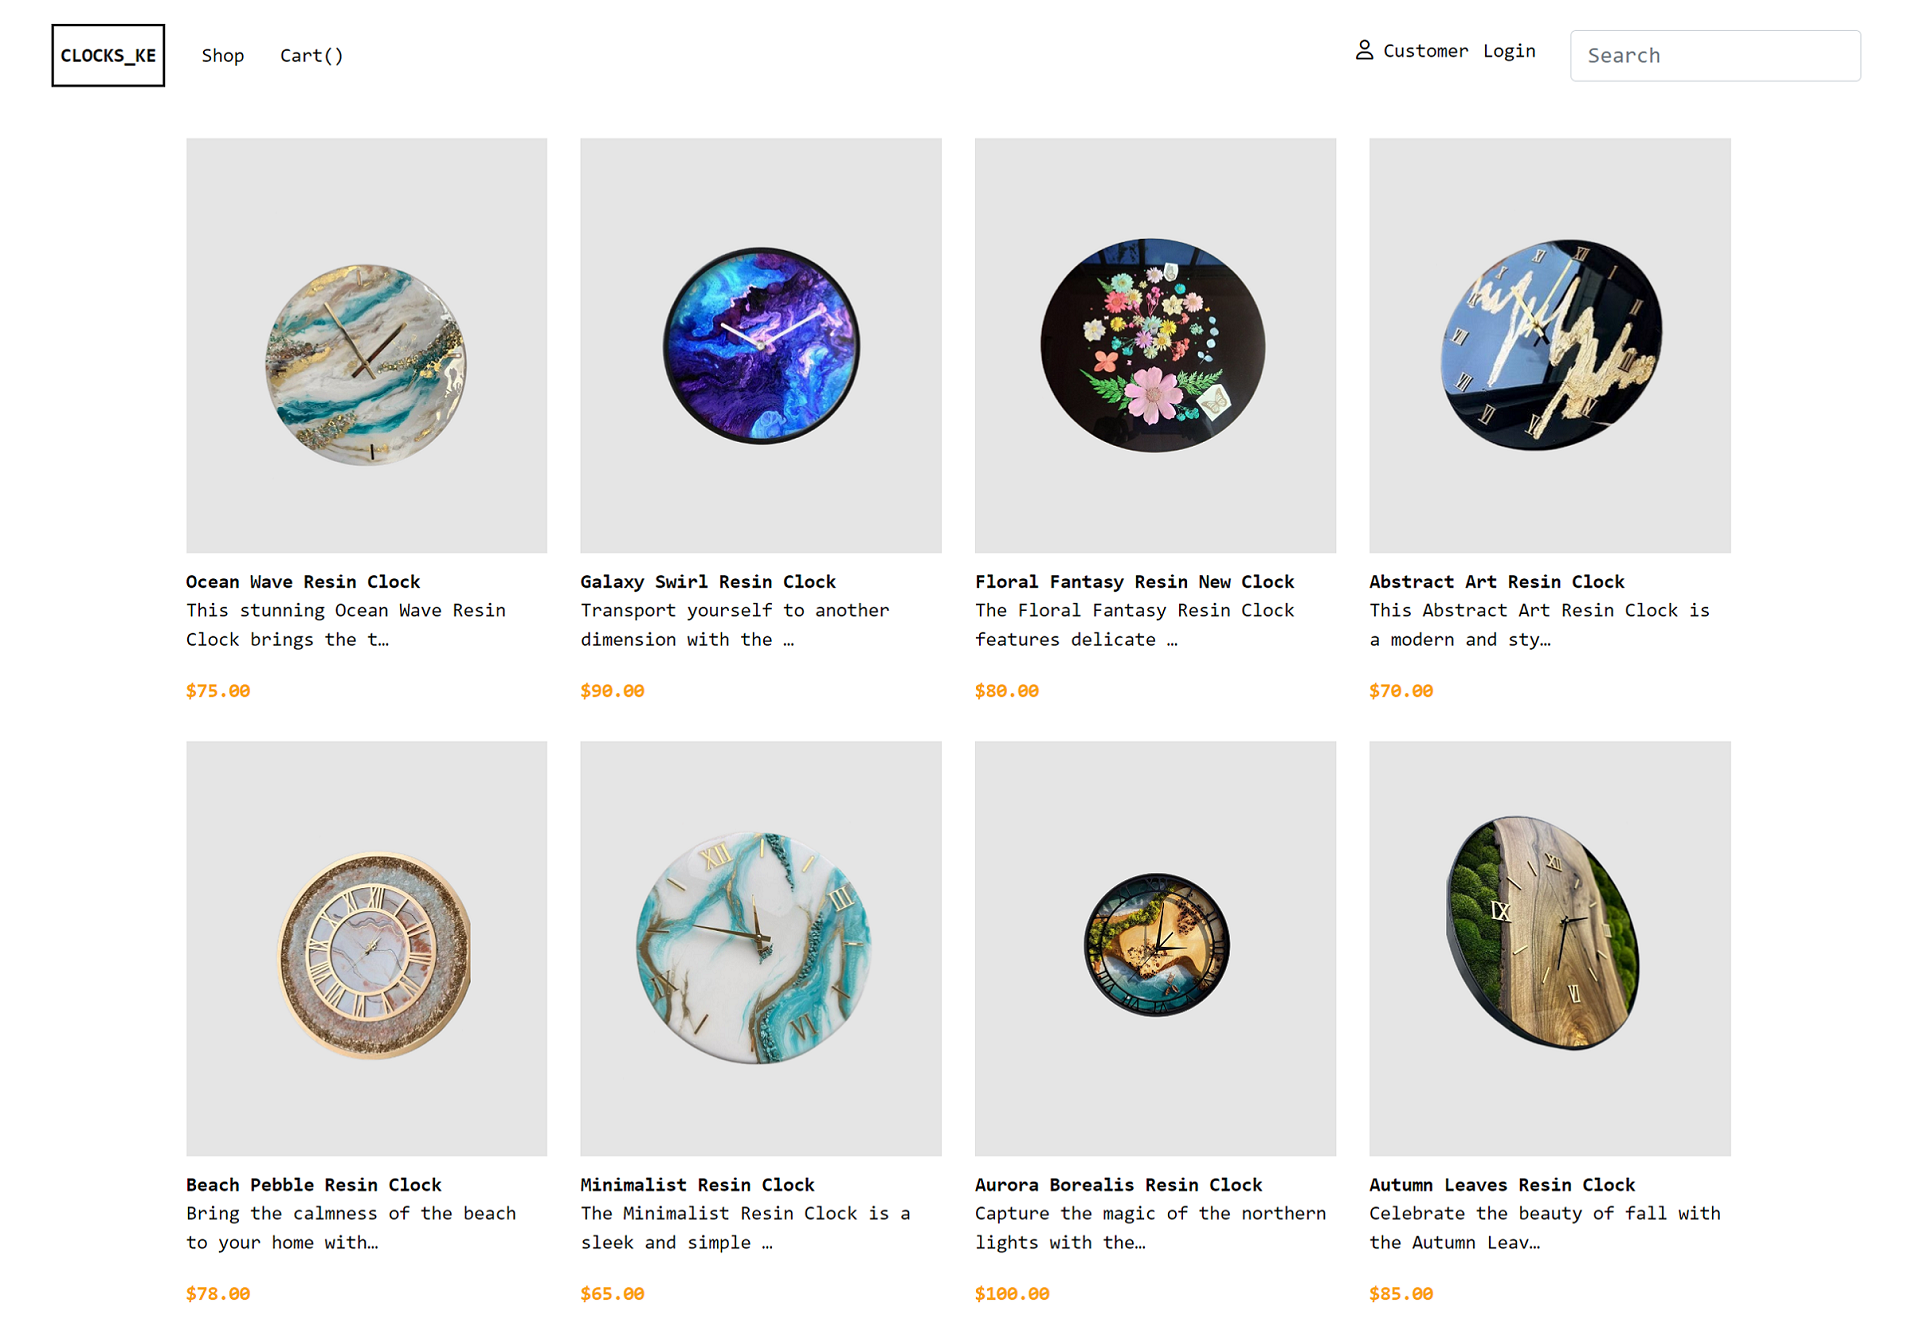 CLOCKS_KE Shop Cart() Customer Login Search
Ocean Wave Resin Clock
This stunning Ocean Wave Resin
Clock brings the t…
$75.00
Galaxy Swirl Resin Clock
Transport yourself to another
dimension with the …
$90.00
Floral Fantasy Resin New Clock
The Floral Fantasy Resin Clock
features delicate …
$80.00
Abstract Art Resin Clock
This Abstract Art Resin Clock is
a modern and sty…
$70.00
Beach Pebble Resin Clock
Bring the calmness of the beach
to your home with…
$78.00
Minimalist Resin Clock
The Minimalist Resin Clock is a
sleek and simple …
$65.00
Aurora Borealis Resin Clock
Capture the magic of the northern
lights with the…
$100.00
Autumn Leaves Resin Clock
Celebrate the beauty of fall with
the Autumn Leav…
$85.00